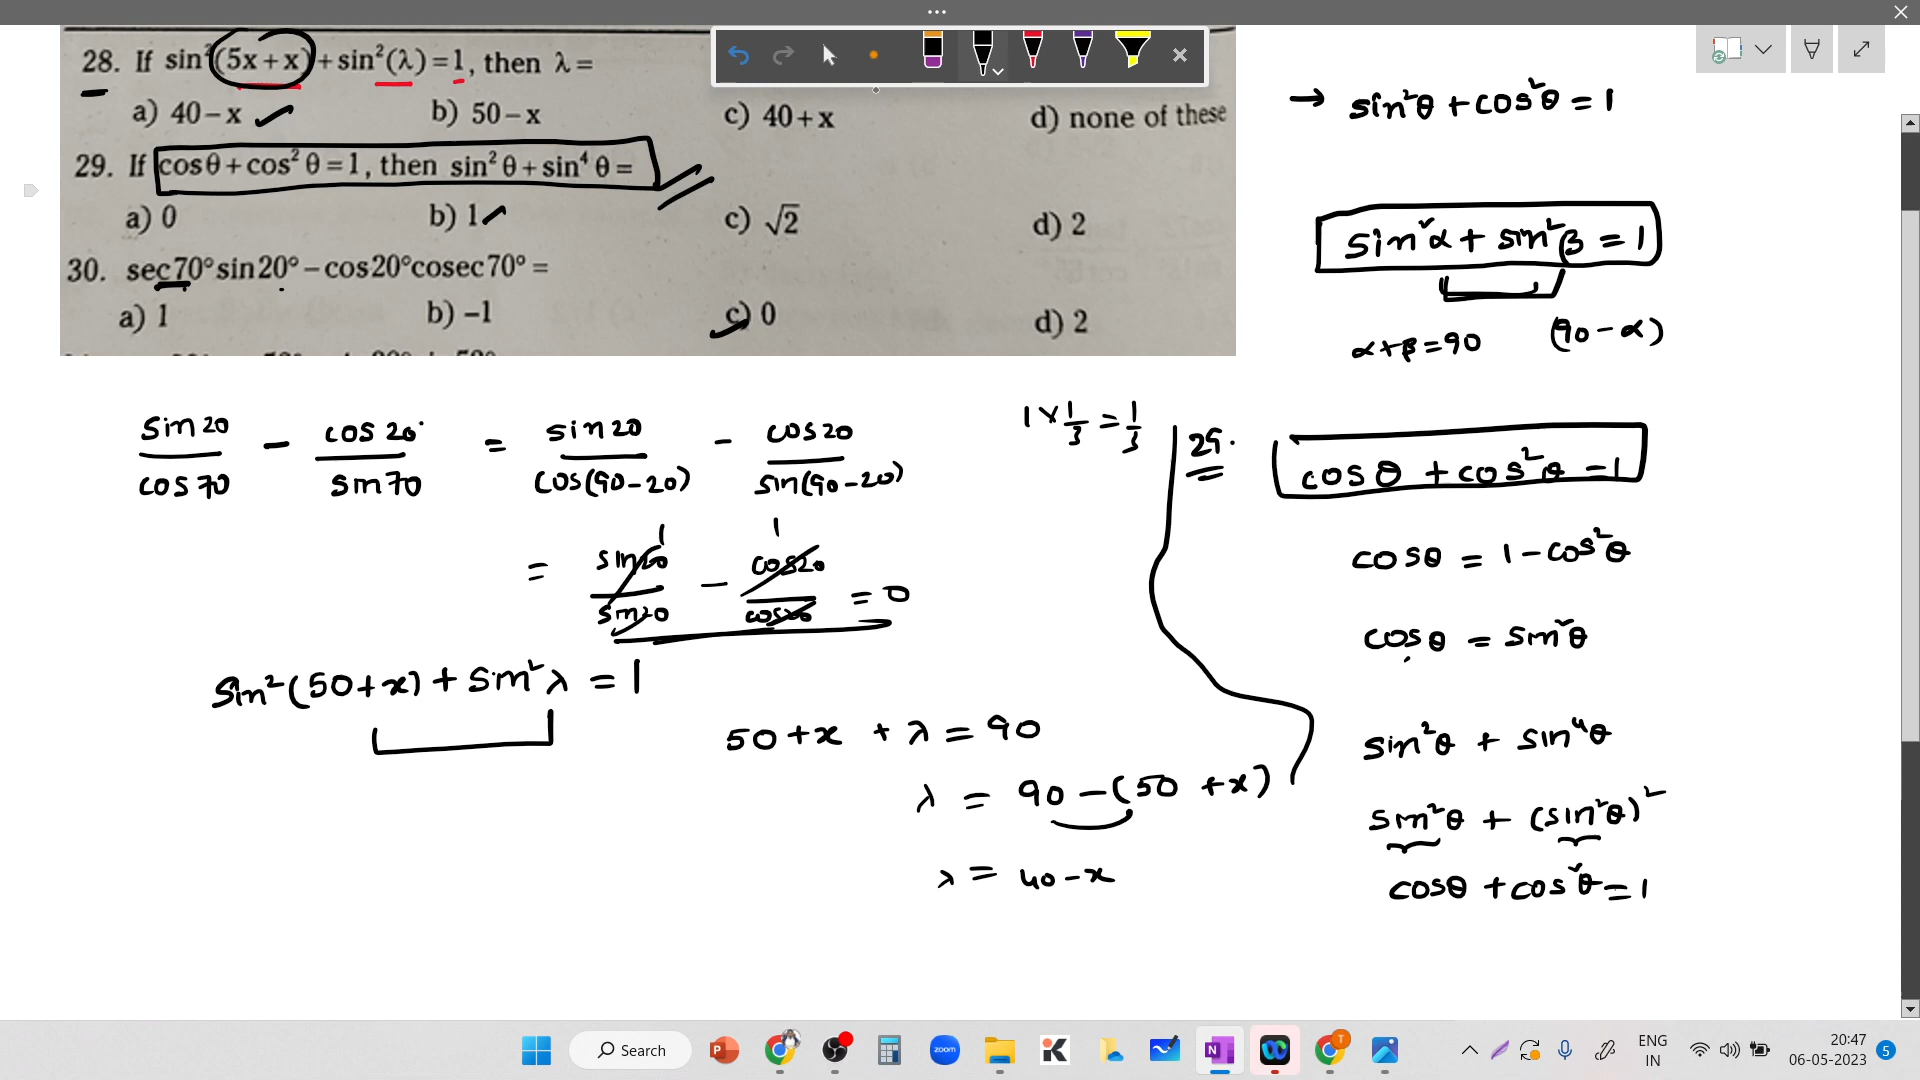 28. If sin²(5x+x)+sin²(λ)=1, then λ=
a) 40-x ✓ b) 50-x c) 40+x d) none of these
29. If cosθ+cos²θ=1, then sin²θ+sin⁴θ=
a) 0 b) 1 ✓ c) √2 d) 2
30. sec70°sin20°-cos20°cosec70°=
a) 1 b) -1 c) 0 d) 2
→ sin²θ+cos²θ=1
sin²α+sin²β=1
α+β=90 (90-α)
sin20/cos70 - cos20°/sin70 = sin20/cos(90-20) - cos20/sin(90-20)
= sin20/sin20 - cos20/cos20 = 0
1 1
1×1/3=1/3
sin²(50+x)+sin²λ=1
50+x+λ=90
λ=90-(50+x)
λ=40-x
29.
cosθ+cos²θ=1
cosθ=1-cos²θ
cosθ=sin²θ
sin²θ+sin⁴θ
sin²θ+(sin²θ)²
cosθ+cos²θ=1
Search
zoom
ENG
IN
20:47
06-05-2023
5